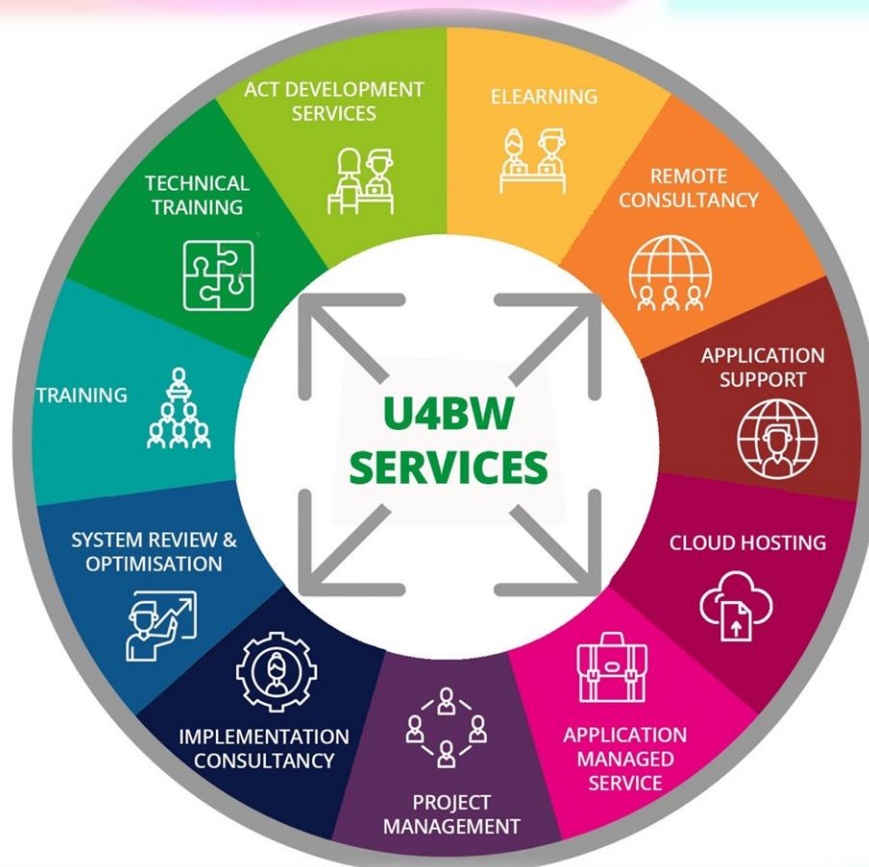 ACT DEVELOPMENT
SERVICES
ELEARNING
REMOTE
CONSULTANCY
APPLICATION
SUPPORT
CLOUD HOSTING
APPLICATION
MANAGED
SERVICE
PROJECT
MANAGEMENT
IMPLEMENTATION
CONSULTANCY
SYSTEM REVIEW &
OPTIMISATION
TRAINING
TECHNICAL
TRAINING
U4BW
SERVICES